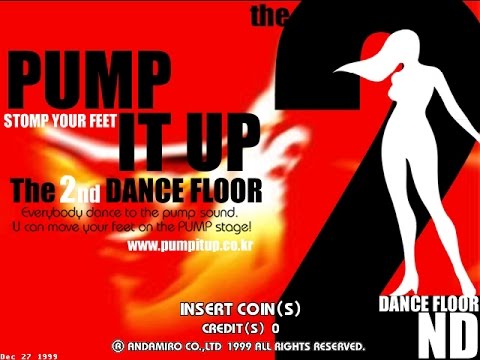 the
2
PUMP
STOMP YOUR FEET
IT UP
The 2nd DANCE FLOOR
Everybody dance to the pump sound.
U can move your feet on the PUMP stage!
www.pumpitup.co.kr
DANCE FLOOR
ND
INSERT COIN(S)
CREDIT(S) 0
® ANDAMIRO CO.,LTD 1999 ALL RIGHTS RESERVED.
Dec 27 1999